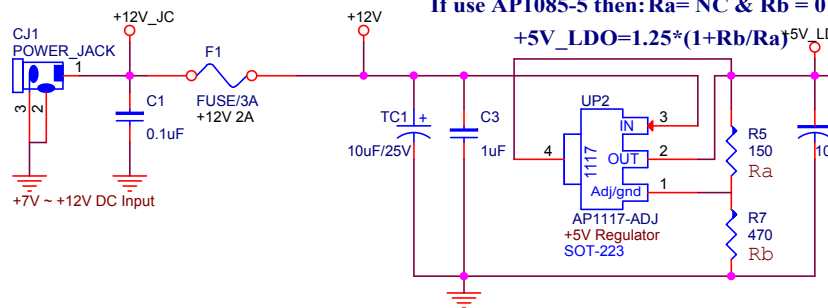 If use AP1085-5 then: Ra= NC & Rb = 0
+5V_LDO=1.25*(1+Rb/Ra)
+12V_JC
+12V
CJ1
POWER_JACK
1
3
2
F1
FUSE/3A
+12V 2A
C1
0.1uF
+7V ~ +12V DC Input
TC1
+
10uF/25V
C3
1uF
UP2
IN
3
4
1117
OUT
2
Adj/gnd
1
AP1117-ADJ
+5V Regulator
SOT-223
R5
150
Ra
R7
470
Rb